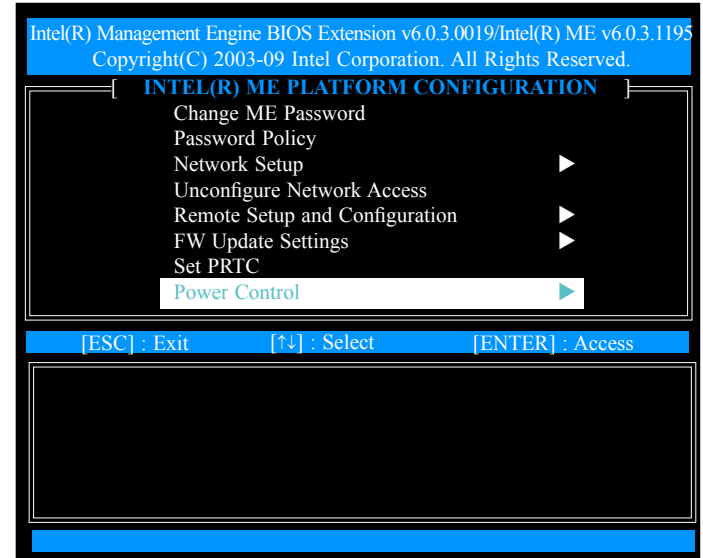 Intel(R) Management Engine BIOS Extension v6.0.3.0019/Intel(R) ME v6.0.3.1195
Copyright(C) 2003-09 Intel Corporation. All Rights Reserved.
[ INTEL(R) ME PLATFORM CONFIGURATION ]
Change ME Password
Password Policy
Network Setup ▶
Unconfigure Network Access
Remote Setup and Configuration ▶
FW Update Settings ▶
Set PRTC
Power Control ▶
[ESC] : Exit [↑↓] : Select [ENTER] : Access